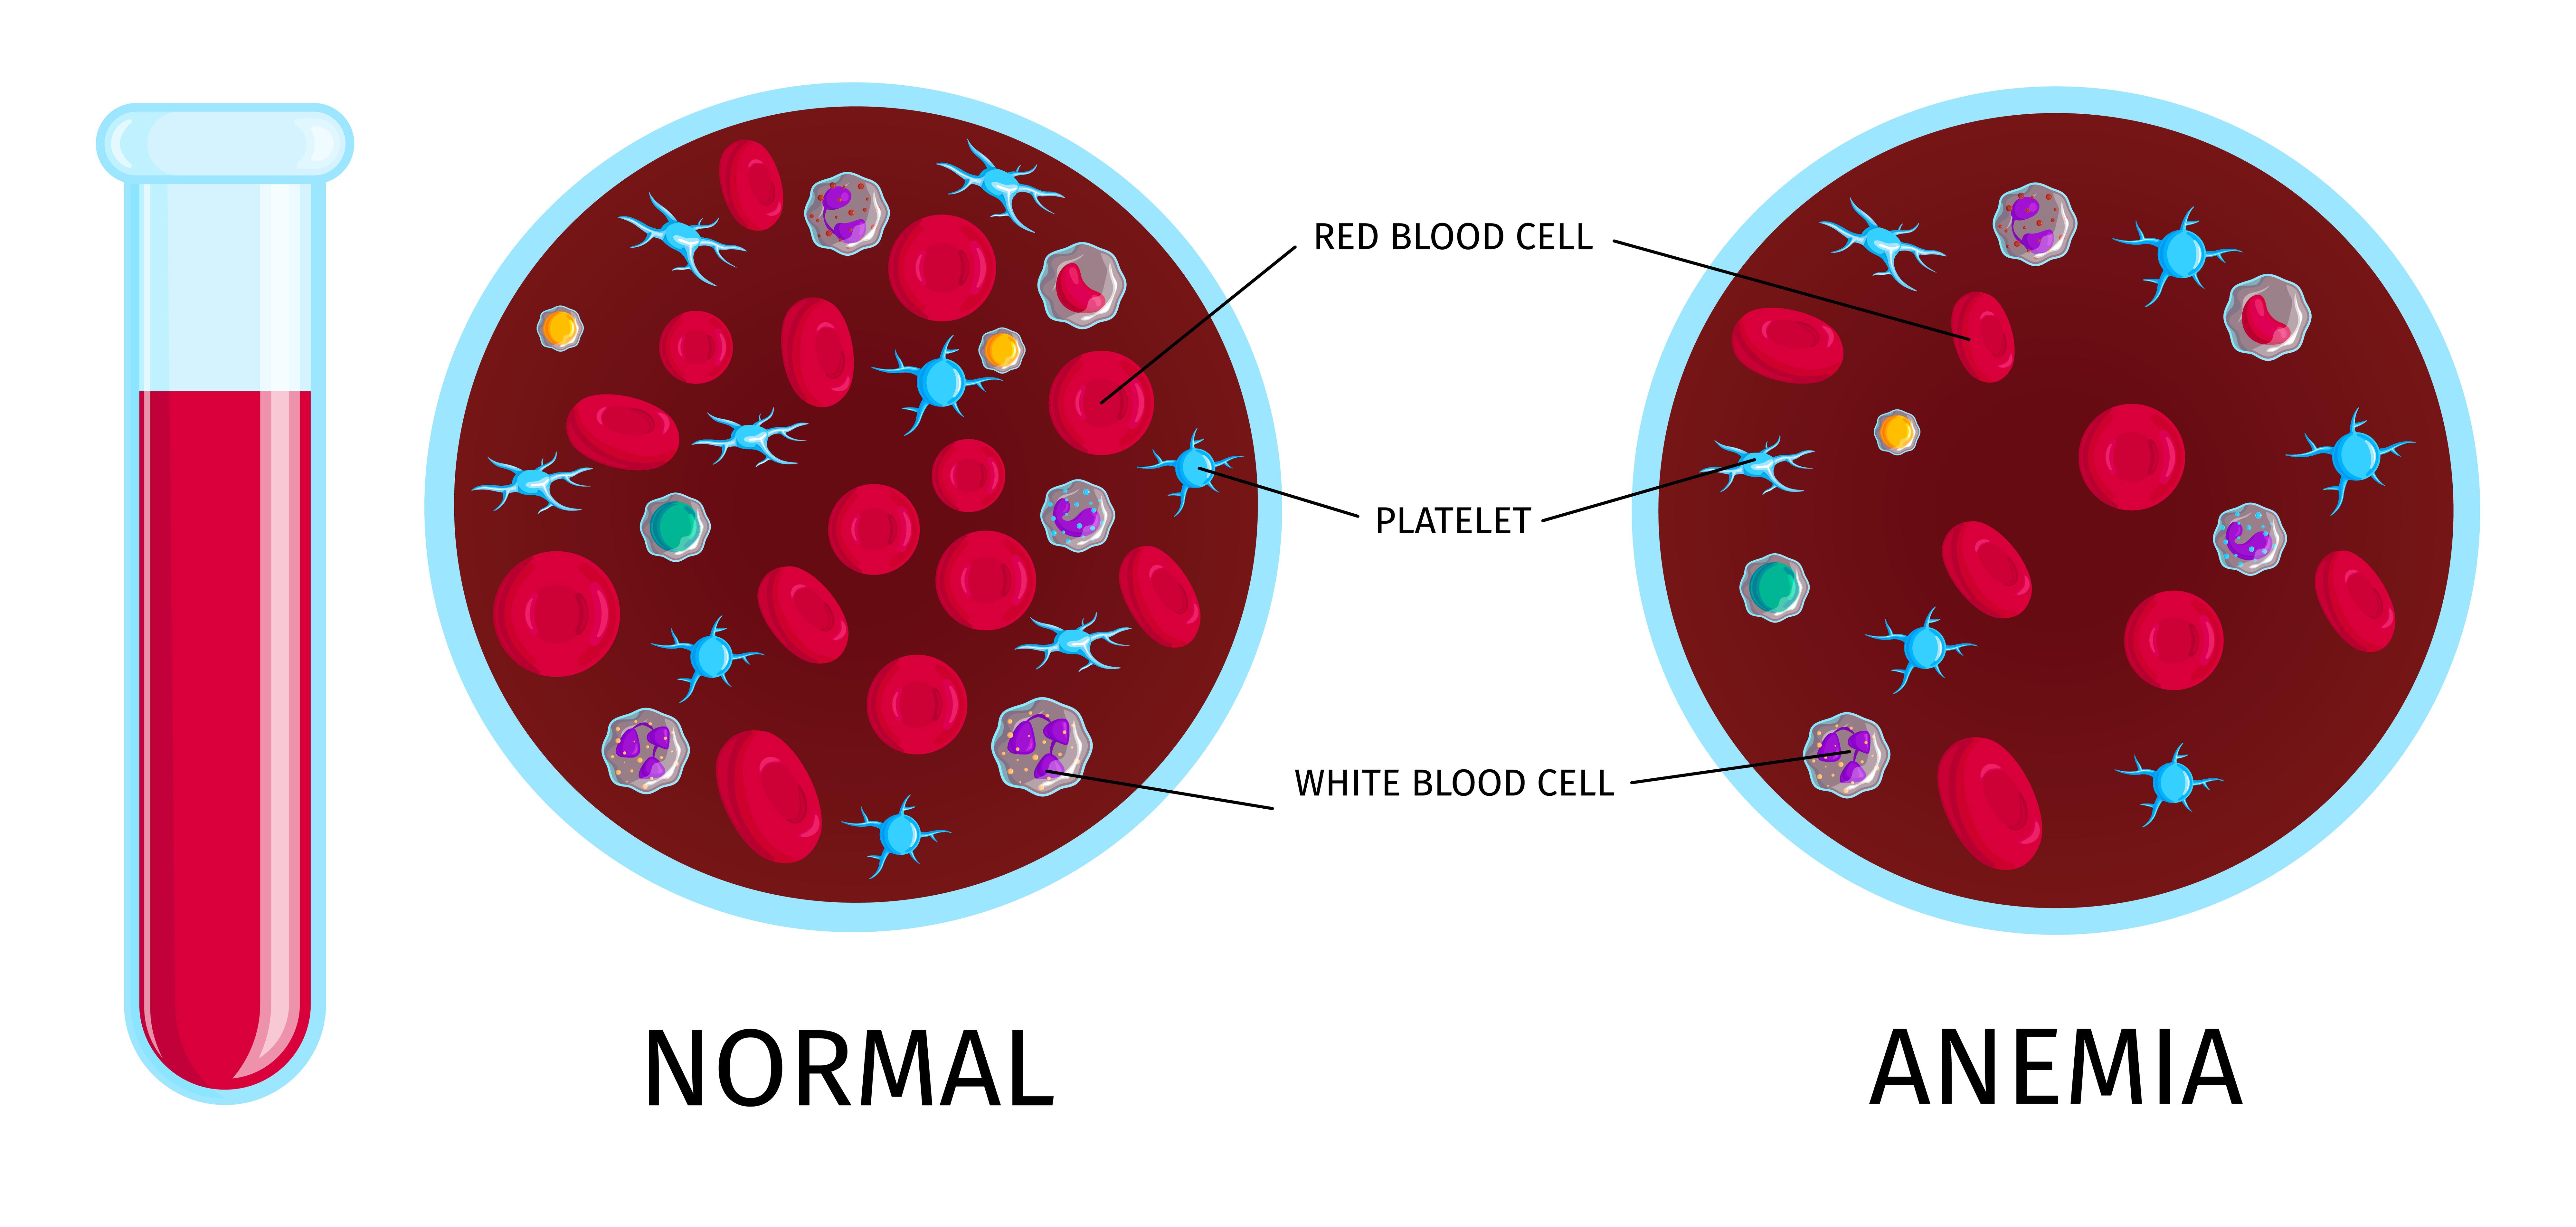 RED BLOOD CELL
PLATELET
WHITE BLOOD CELL
NORMAL
ANEMIA